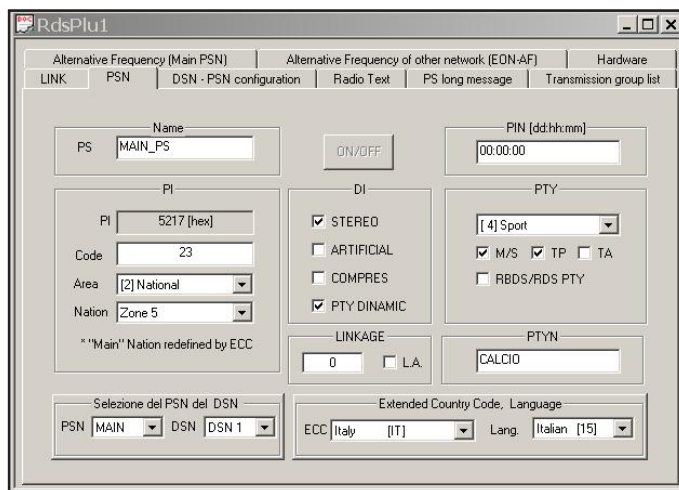 RdsPlu1
Alternative Frequency (Main PSN) Alternative Frequency of other network (EON-AF) Hardware
LINK PSN DSN - PSN configuration Radio Text PS long message Transmission group list
Name
PS MAIN_PS
ON/OFF
PIN [dd:hh:mm]
00:00:00
PI
PI 5217 [hex]
Code 23
Area [2] National
Nation Zone 5
* "Main" Nation redefined by ECC
DI
STEREO
ARTIFICIAL
COMPRES
PTY DINAMIC
PTY
[ 4] Sport
M/S TP TA
RBDS/RDS PTY
LINKAGE
0 L.A.
PTYN
CALCIO
Selezione del PSN del DSN
PSN MAIN DSN DSN 1
Extended Country Code, Language
ECC Italy [IT] Lang. Italian [15]